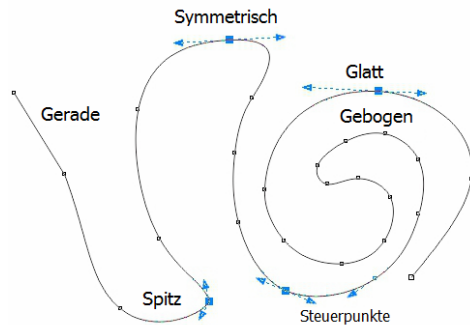 Symmetrisch
Glatt
Gerade
Gebogen
Spitz
Steuerpunkte